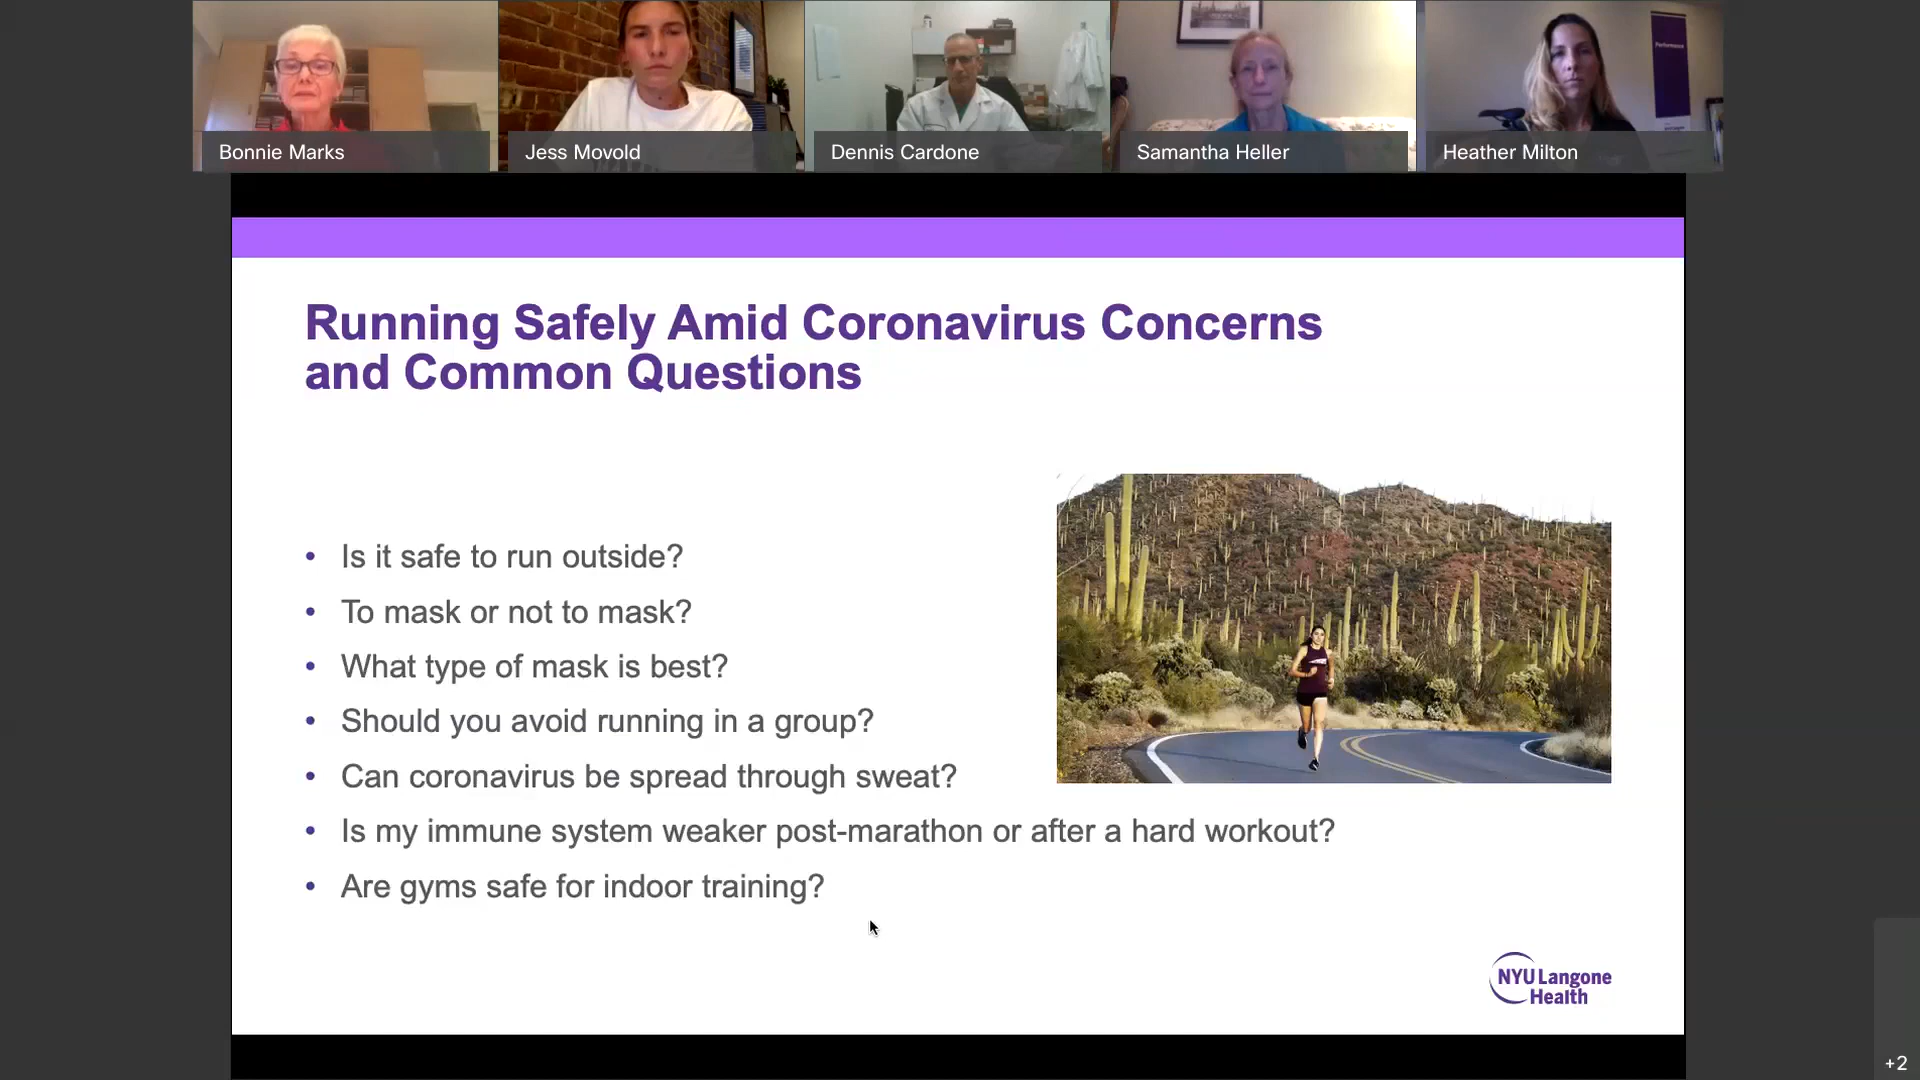 Bonnie Marks
Jess Movold
Dennis Cardone
Samantha Heller
Heather Milton
Performance
Running Safely Amid Coronavirus Concerns
and Common Questions
• Is it safe to run outside?
• To mask or not to mask?
• What type of mask is best?
• Should you avoid running in a group?
• Can coronavirus be spread through sweat?
• Is my immune system weaker post-marathon or after a hard workout?
• Are gyms safe for indoor training?
NYU Langone
Health
+2